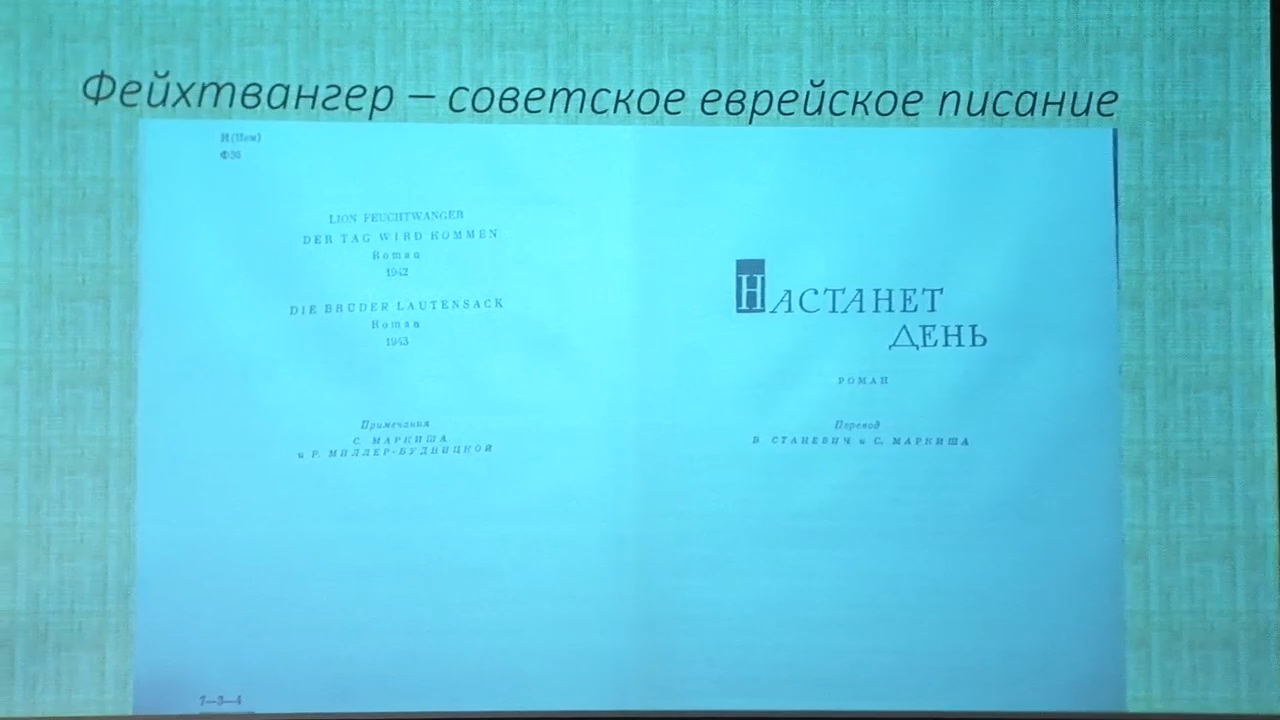 Фейхтвангер – советское еврейское писание
И(Нем)
Ф36
LION FEUCHTWANGER
DER TAG WIRD KOMMEN
Roman
1942
DIE BRÜDER LAUTENSACK
Roman
1943
Примечания
С. МАРКИША
и Р. МИЛЛЕР-БУДНИЦКОЙ
7—3—4
НАСТАНЕТ
ДЕНЬ
РОМАН
Перевод
В. СТАНЕВИЧ и С. МАРКИША